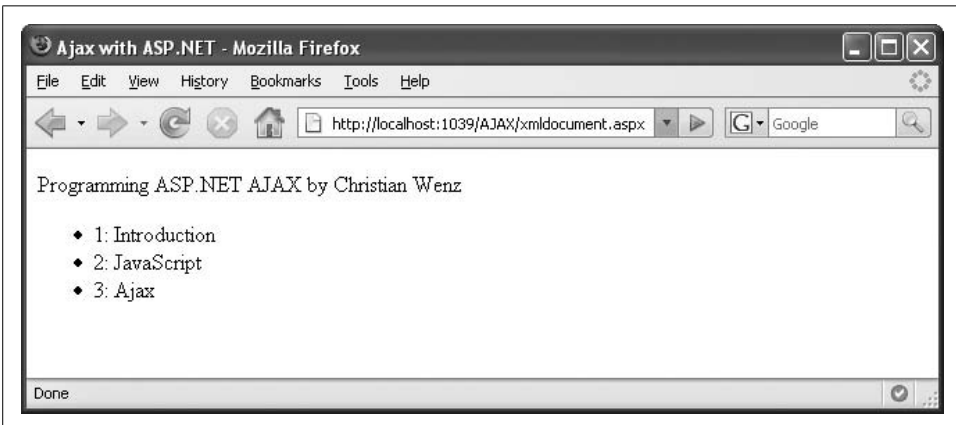 Ajax with ASP.NET - Mozilla Firefox
File Edit View History Bookmarks Tools Help
http://localhost:1039/AJAX/xmldocument.aspx G Google
Programming ASP.NET AJAX by Christian Wenz
• 1: Introduction
• 2: JavaScript
• 3: Ajax
Done